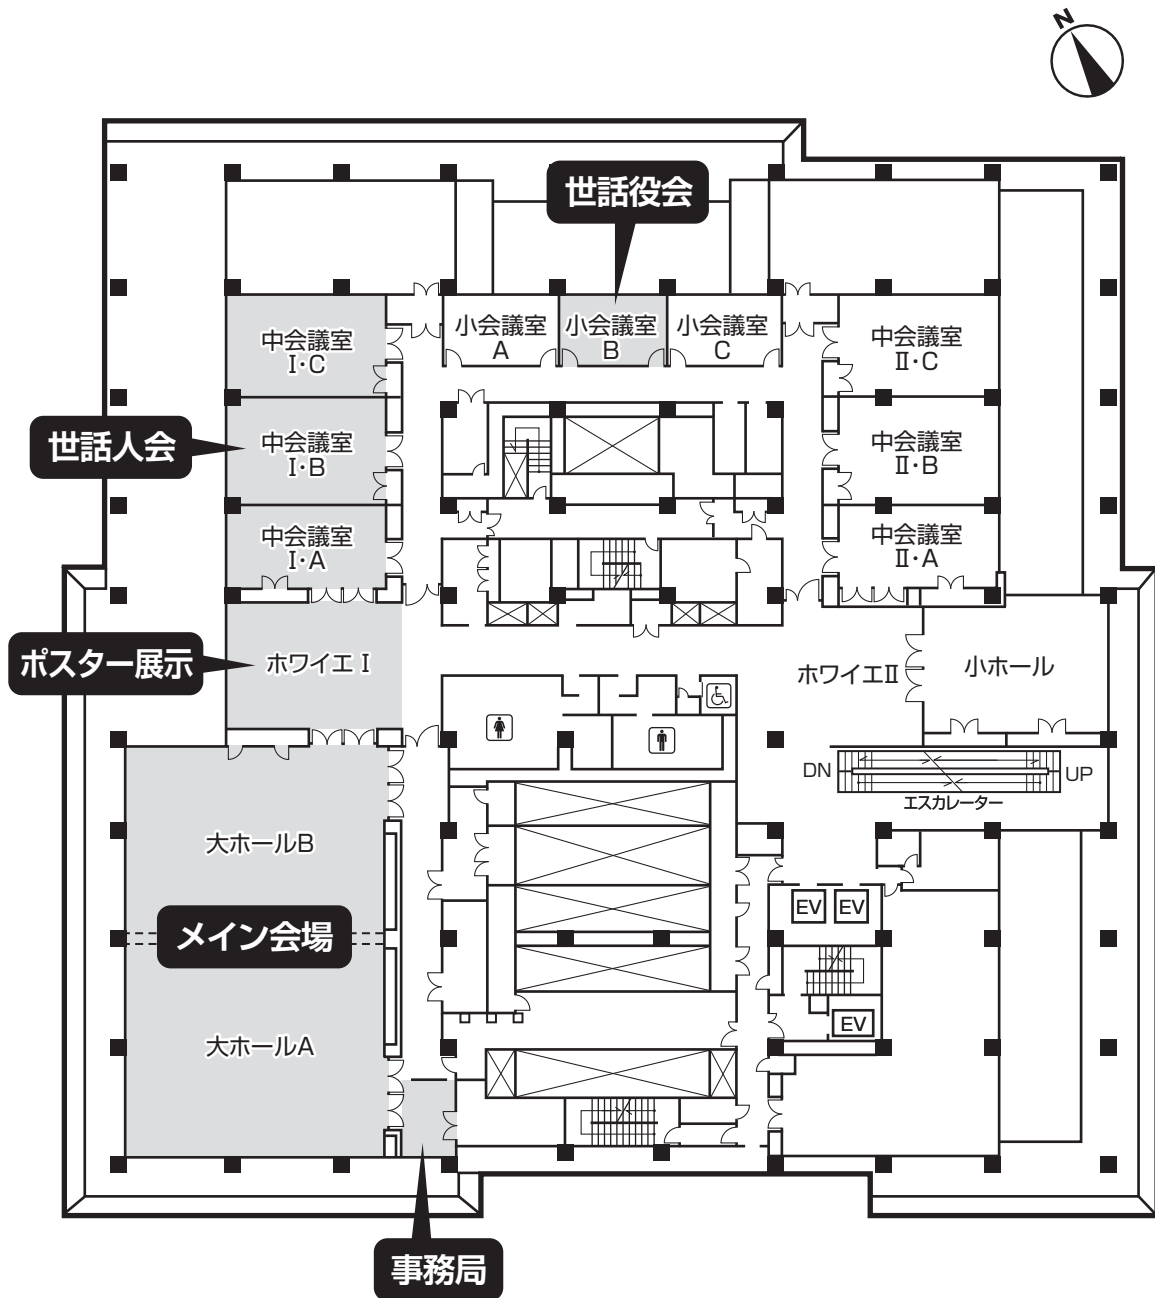 N
世話役会
小会議室
A
小会議室
B
小会議室
C
中会議室
Ⅰ・C
中会議室
Ⅱ・C
世話人会
中会議室
Ⅰ・B
中会議室
Ⅱ・B
中会議室
Ⅰ・A
中会議室
Ⅱ・A
ポスター展示
ホワイエⅠ
ホワイエⅡ
小ホール
DN
UP
エスカレーター
大ホールB
メイン会場
EV
EV
大ホールA
EV
事務局